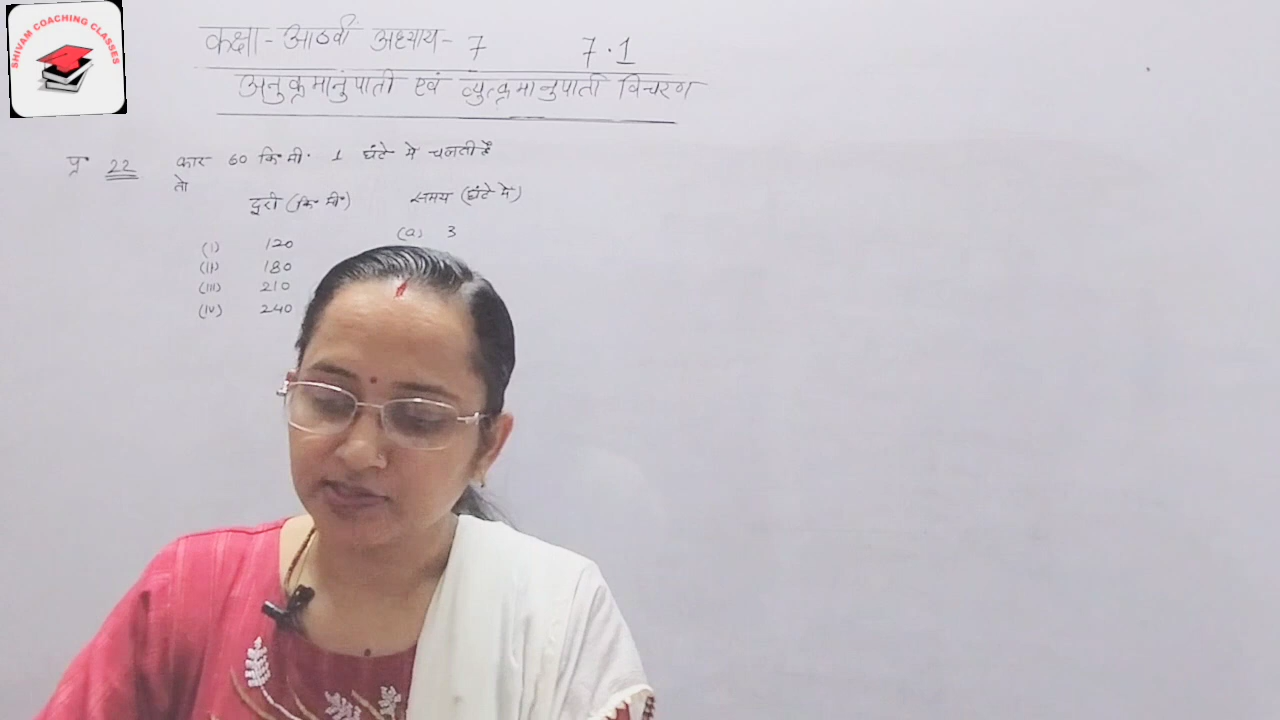 SHIVAM COACHING CLASSES
कक्षा - आठवीं अध्याय - 7 7.1
अनुक्रमानुपाती एवं व्युत्क्रमानुपाती विचरण
प्र॰ 22 कार 60 कि॰मी॰ 1 घंटे में चलती है
तो
दूरी (कि॰ मी॰) समय (घंटे में)
(i) 120 (a) 3
(ii) 180
(iii) 210
(iv) 240